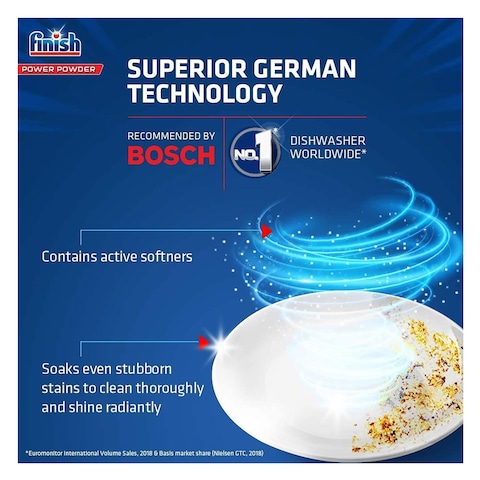 finish
POWER POWDER
SUPERIOR GERMAN
TECHNOLOGY
RECOMMENDED BY
BOSCH
NO.1*
DISHWASHER
WORLDWIDE*
Contains active softners
Soaks even stubborn
stains to clean thoroughly
and shine radiantly
*Euromonitor International Volume Sales, 2018 & Basis market share (Nielsen GTC, 2018)